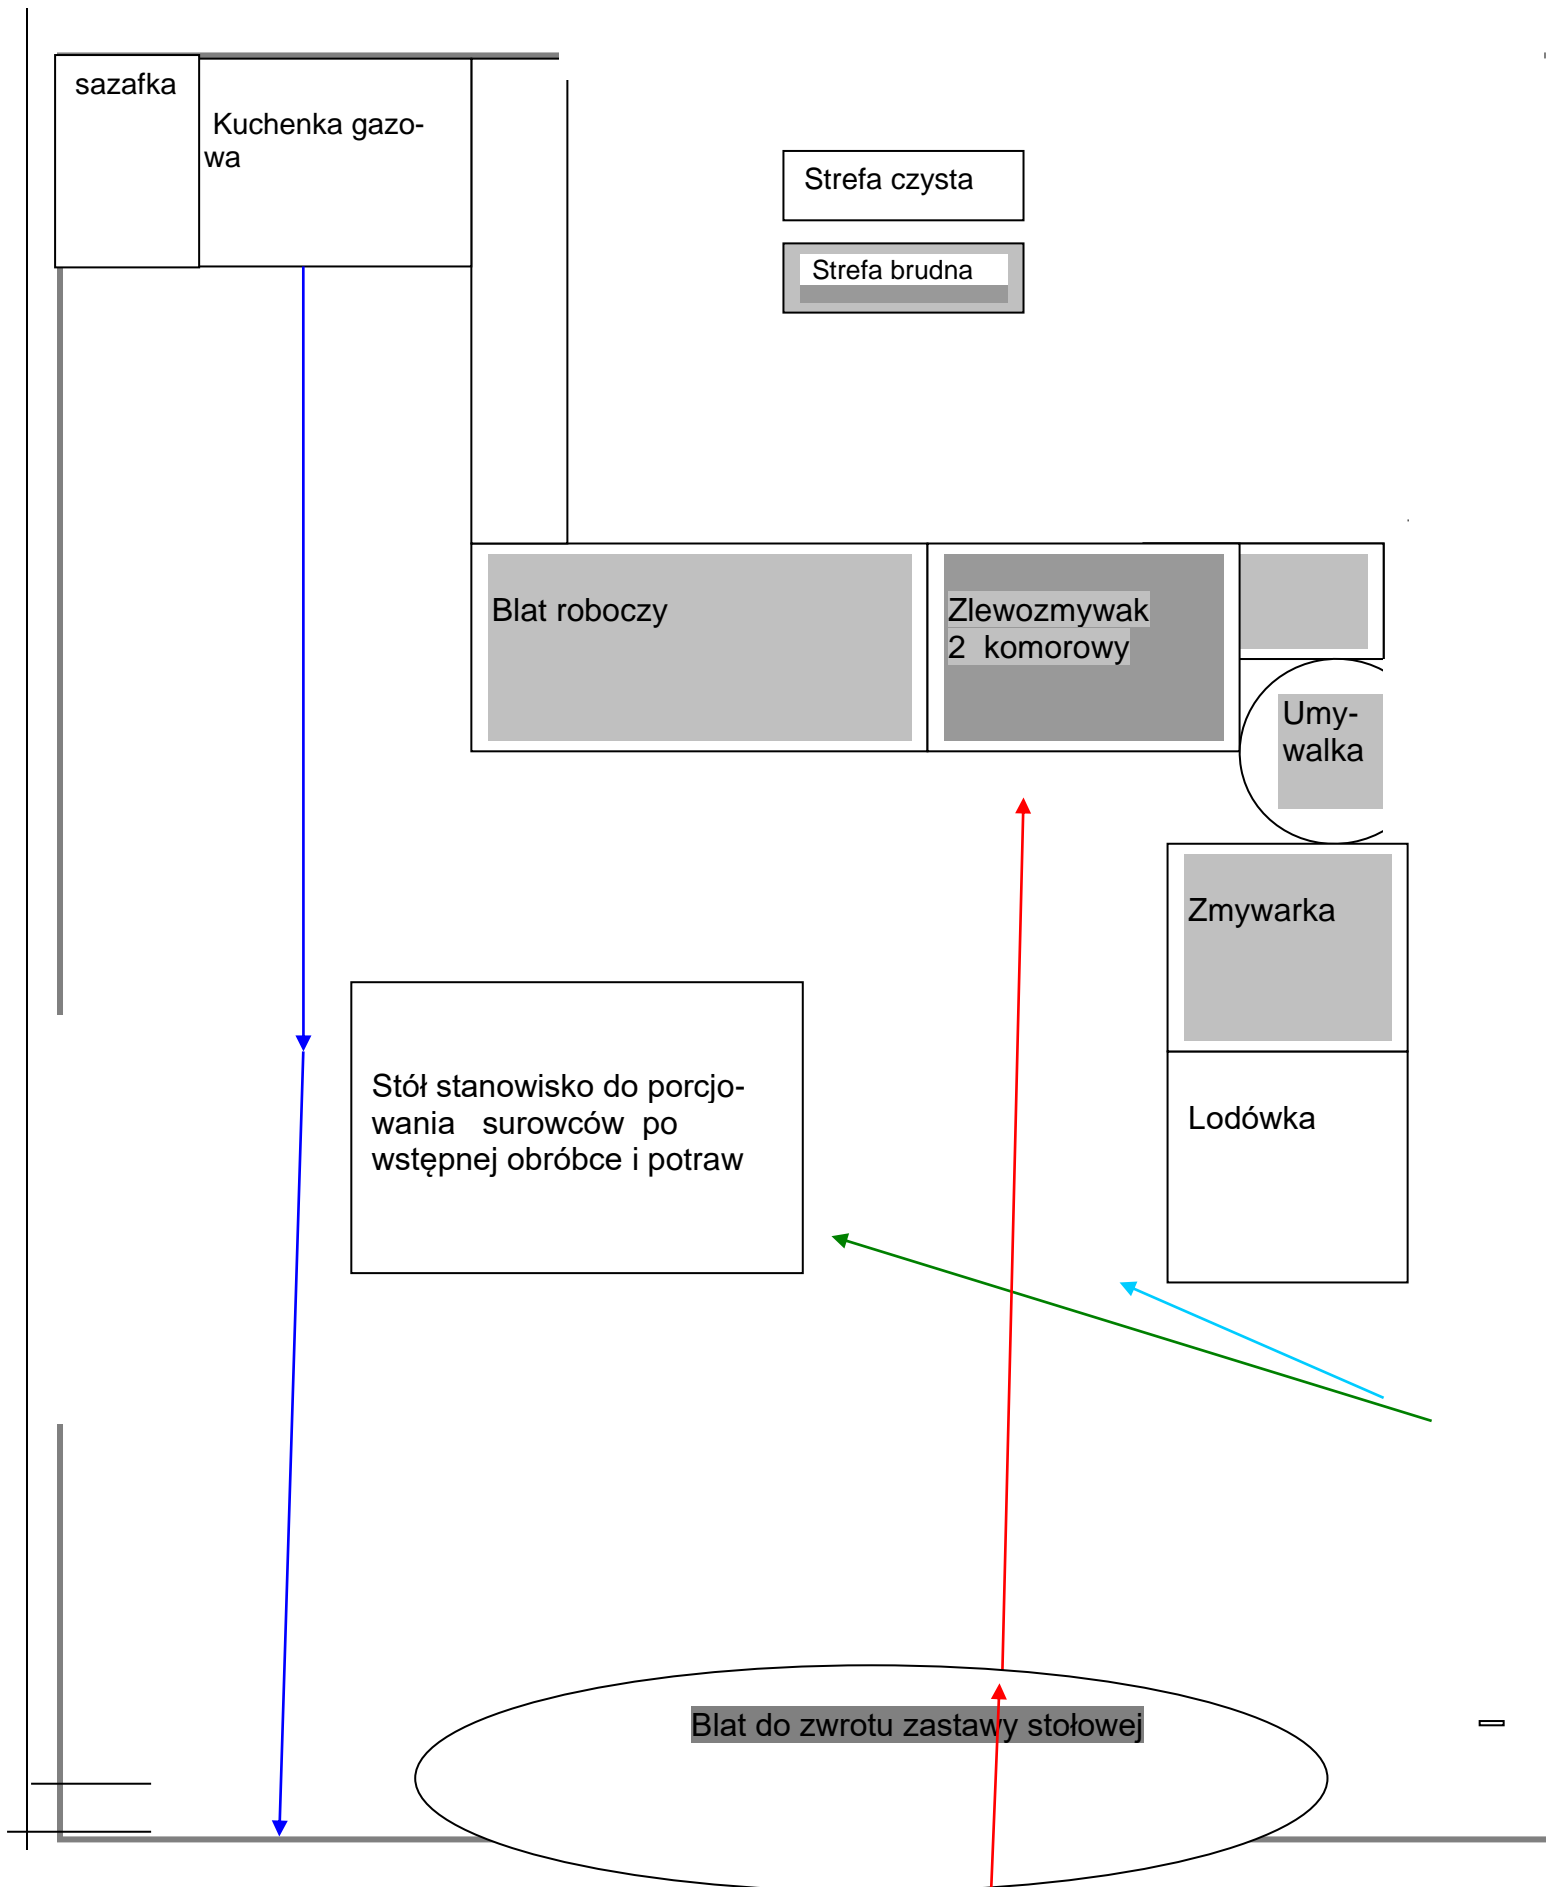 sazafka
Kuchenka gazo-
wa
Strefa czysta
Strefa brudna
Blat roboczy
Zlewozmywak
2 komorowy
Umy-
walka
Zmywarka
Stół stanowisko do porcjo-
wania surowców po
wstępnej obróbce i potraw
Lodówka
Blat do zwrotu zastawy stołowej